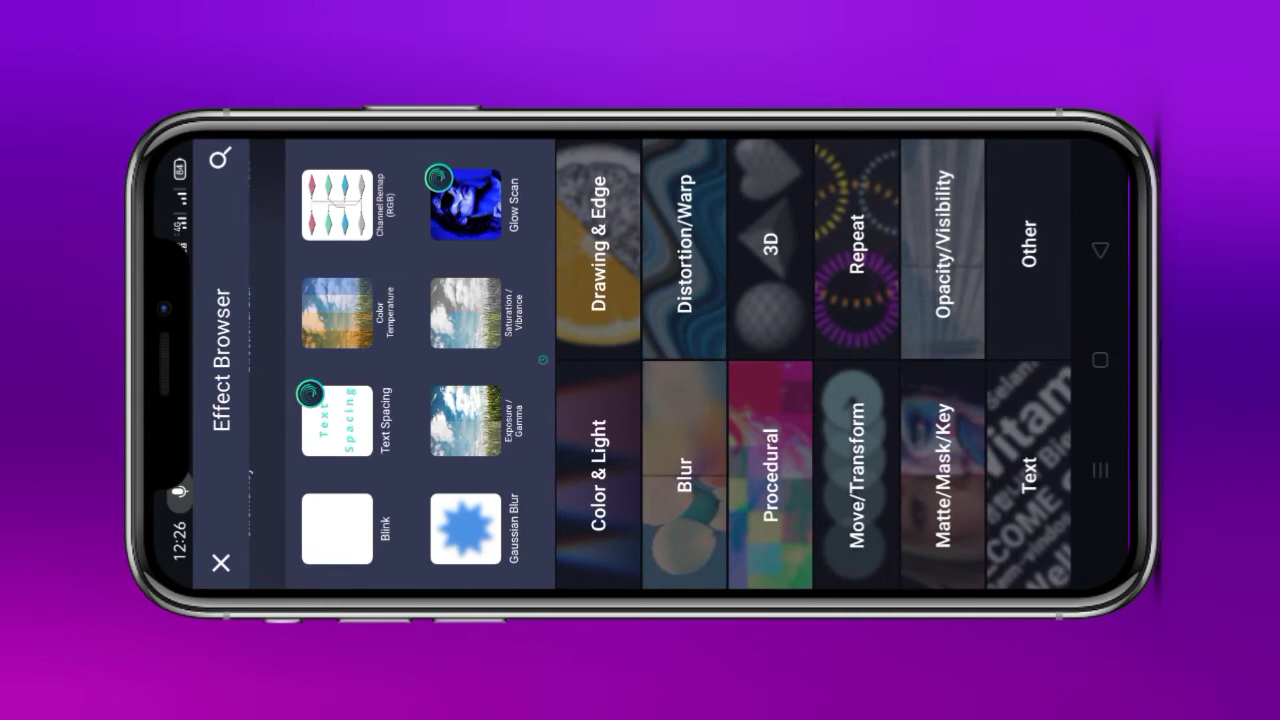 12:26
4G
84
Effect Browser
Blink
Text
Spacing
Text Spacing
Color
Temperature
Channel Remap
(RGB)
Gaussian Blur
Exposure /
Gamma
Saturation /
Vibrance
Glow Scan
Color & Light
Drawing & Edge
Blur
Distortion/Warp
Procedural
3D
Move/Transform
Repeat
Matte/Mask/Key
Opacity/Visibility
Text
Other